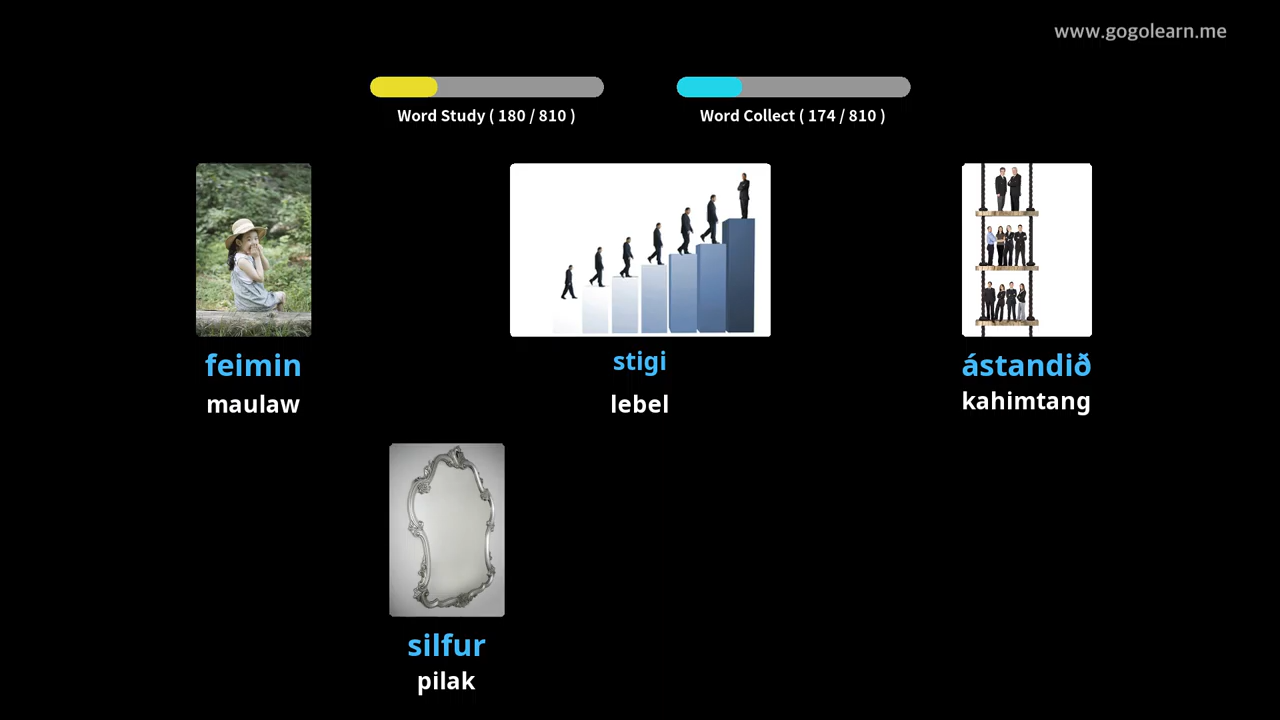 www.gogolearn.me
Word Study ( 180 / 810 )
Word Collect ( 174 / 810 )
feimin
maulaw
stigi
lebel
ástandið
kahimtang
silfur
pilak